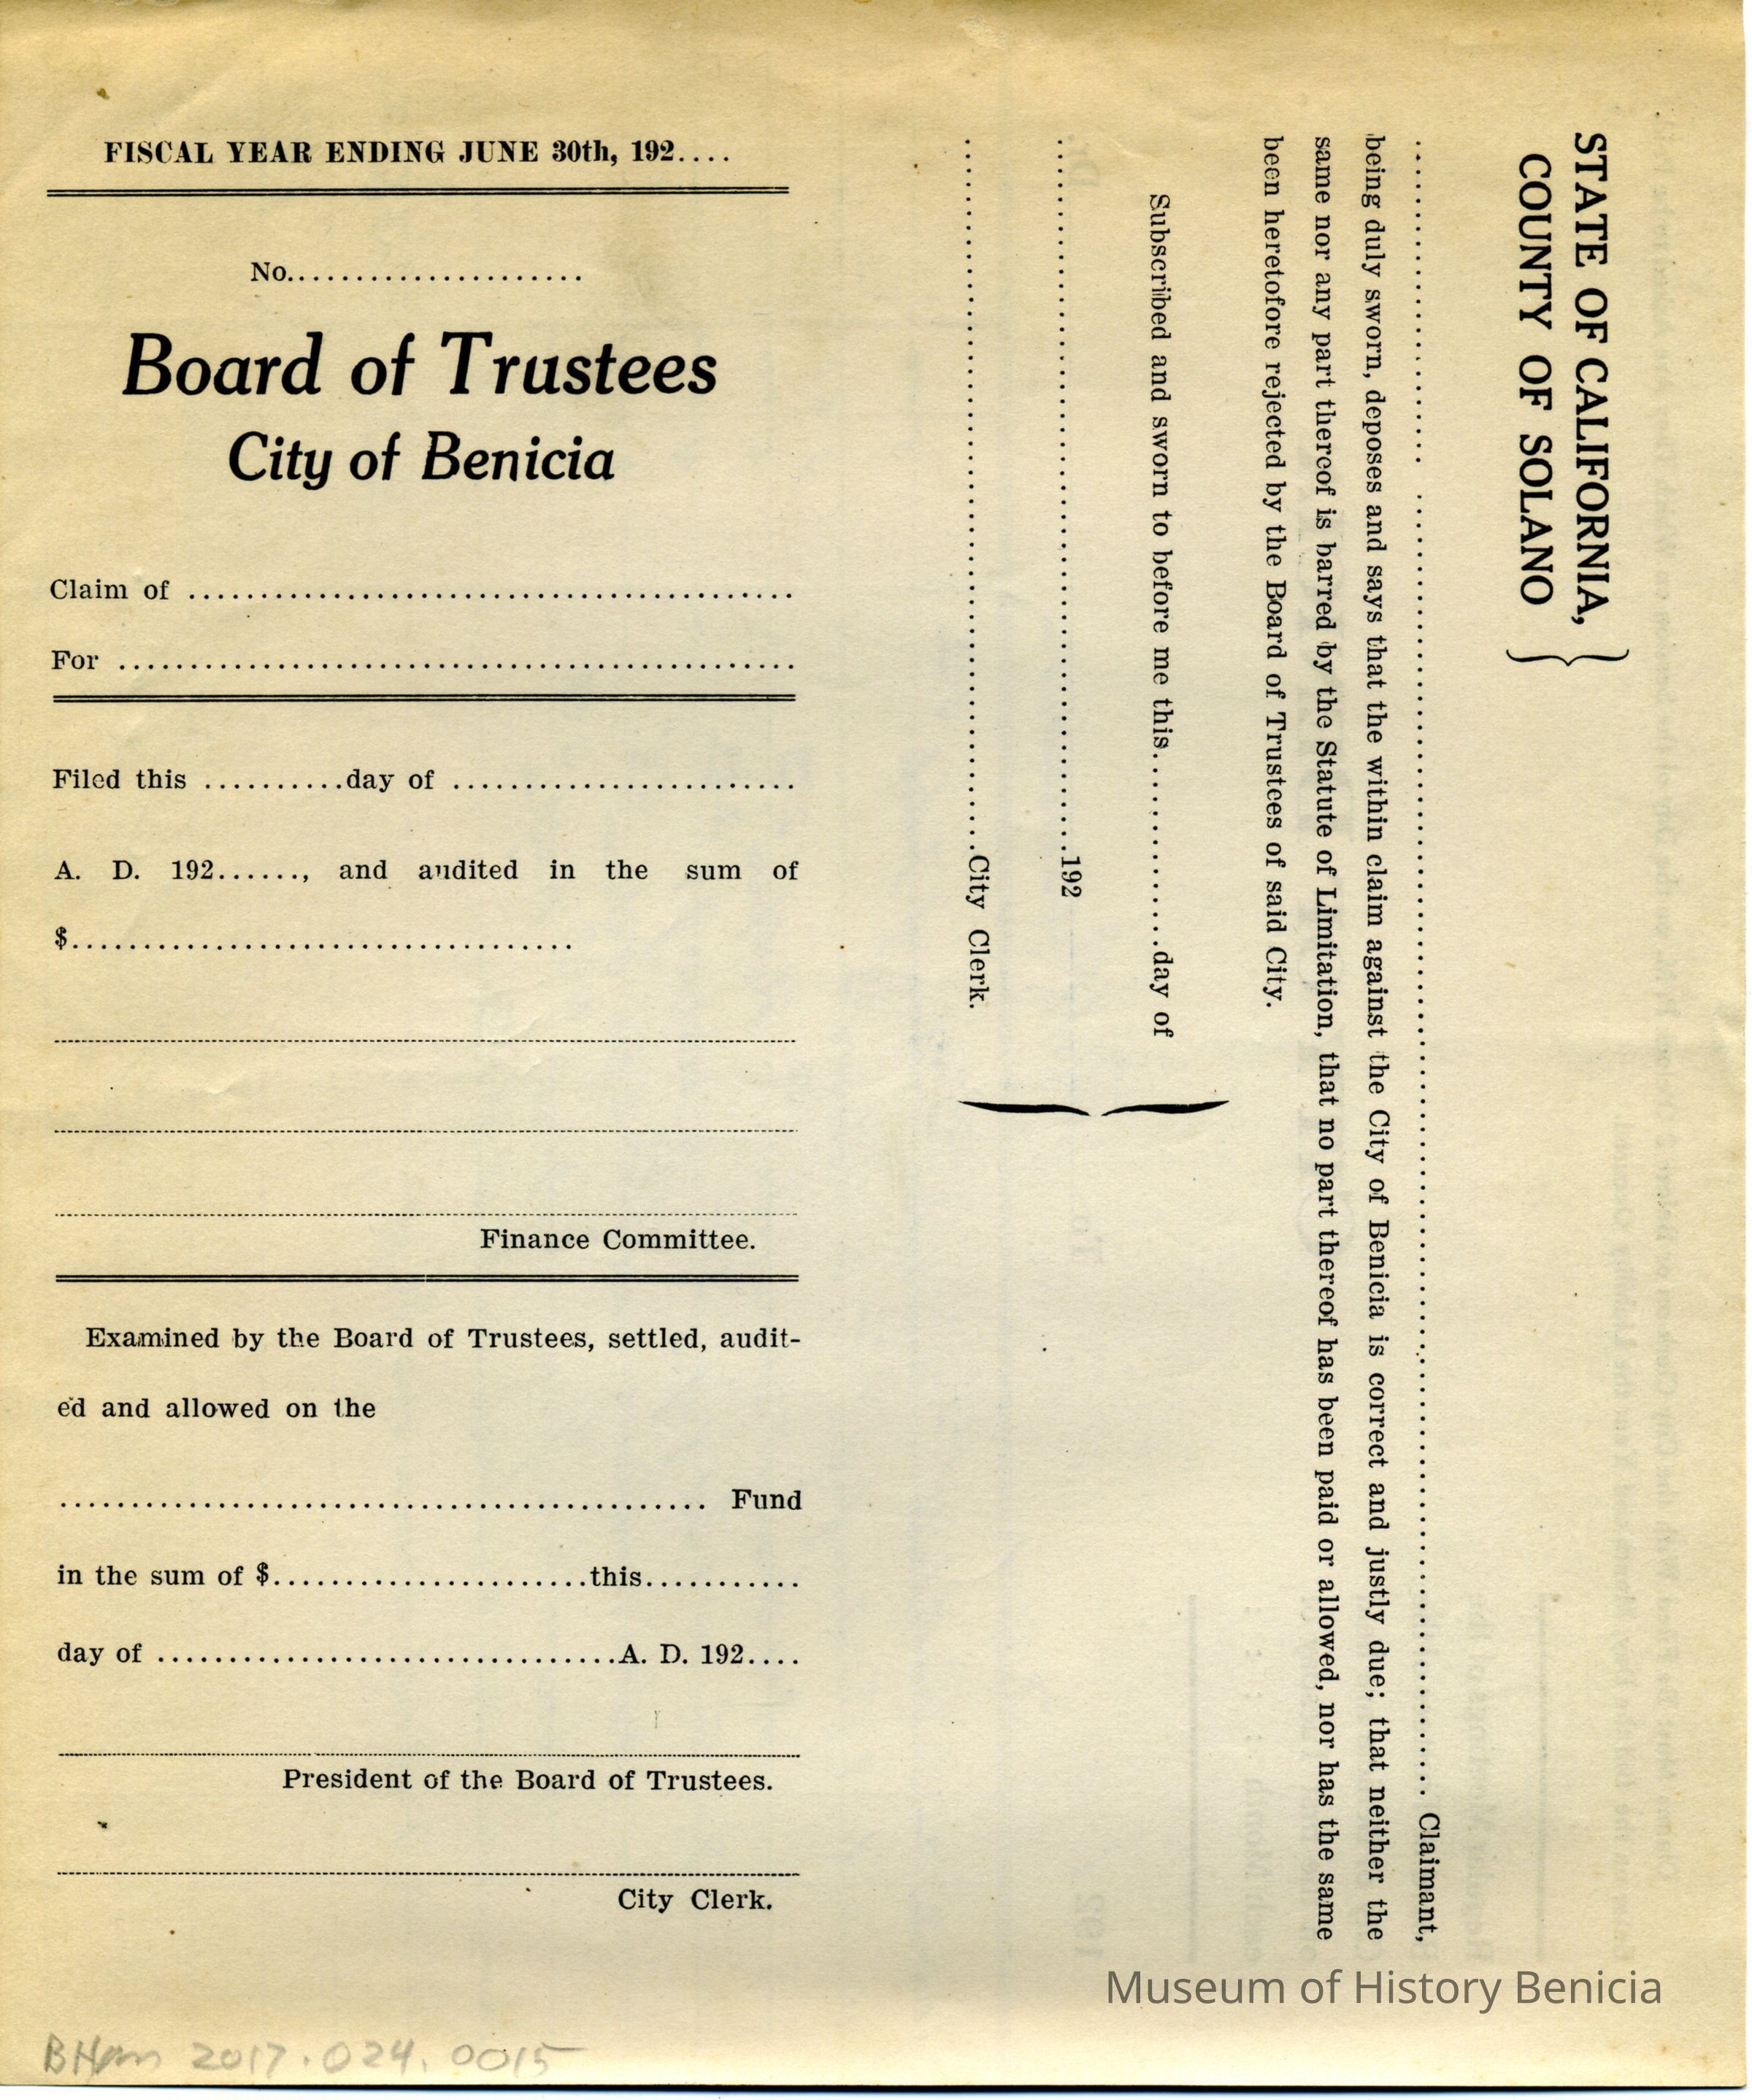 FISCAL YEAR ENDING JUNE 30th, 192....
No.....................
Board of Trustees
City of Benicia
Claim of ..........................................
For ................................................
Filed this ..........day of ........................
A. D. 192......, and audited in the sum of
$...................................
Finance Committee.
Examined by the Board of Trustees, settled, audit-
ed and allowed on the
.............................................. Fund
in the sum of $......................this...........
day of ................................A. D. 192....
President of the Board of Trustees.
City Clerk.
STATE OF CALIFORNIA,
COUNTY OF SOLANO
.......................................................................... Claimant,
being duly sworn, deposes and says that the within claim against the City of Benicia is correct and justly due; that neither the
same nor any part thereof is barred by the Statute of Limitation, that no part thereof has been paid or allowed, nor has the same
been heretofore rejected by the Board of Trustees of said City.
Subscribed and sworn to before me this..............day of
..................................................192
..................................................City Clerk.
Museum of History Benicia
BHM 2017.024.0015